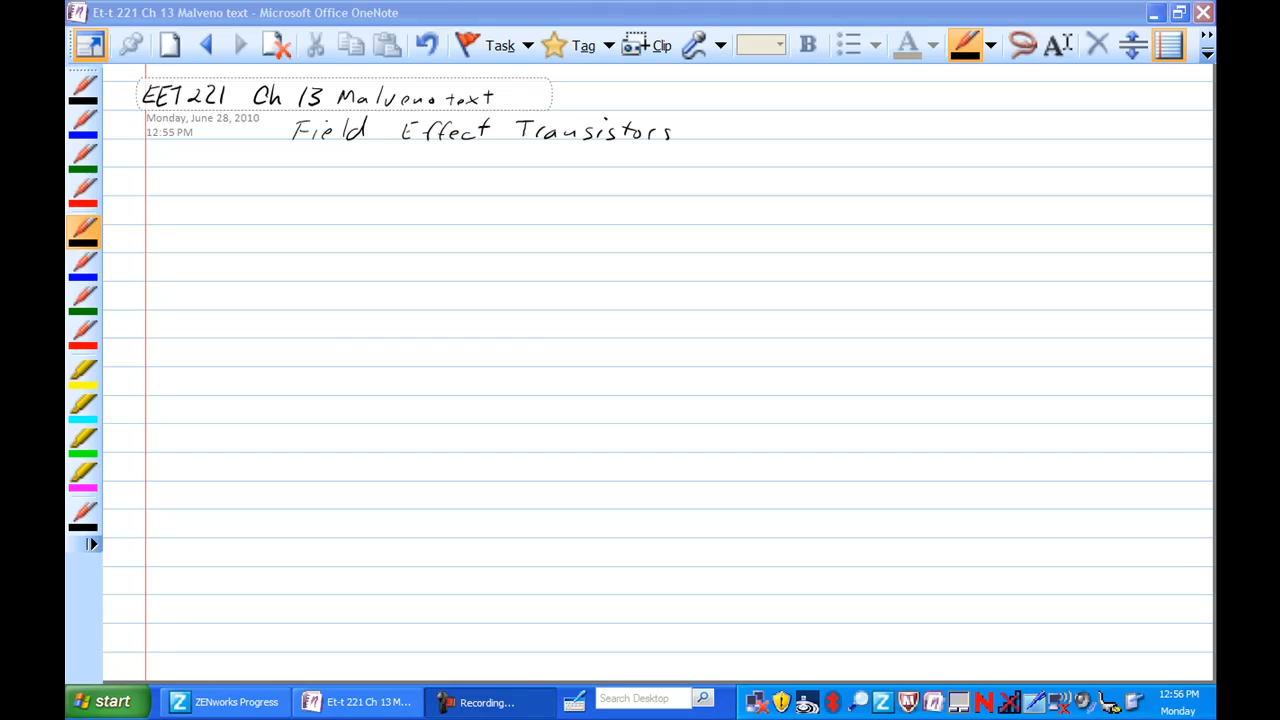 Et-t 221 Ch 13 Malveno text - Microsoft Office OneNote
Task Tag Clip B A A
EET 221 Ch 13 Malveno text
Monday, June 28, 2010
12:55 PM
Field Effect Transistors
start ZENworks Progress Et-t 221 Ch 13 M... Recording... Search Desktop 12:56 PM
Monday